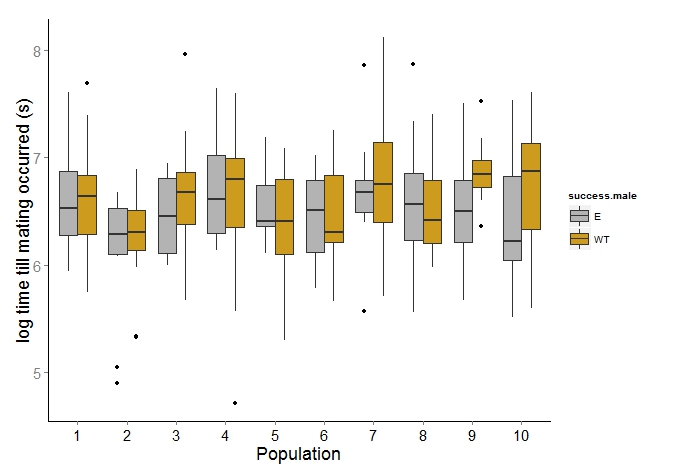 log time till mating occurred (s)
8
7
6
5
1 2 3 4 5 6 7 8 9 10
Population
success.male
E
WT